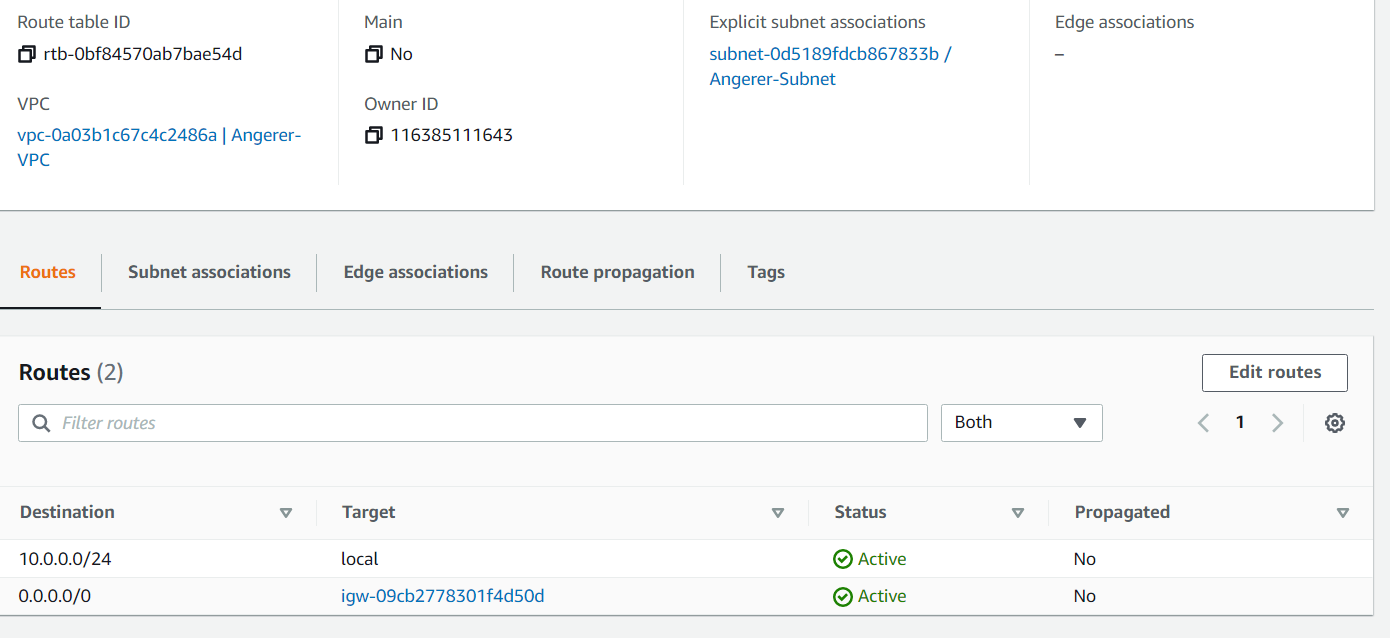 Route table ID
rtb-0bf84570ab7bae54d
Main
No
Explicit subnet associations
subnet-0d5189fdcb867833b /
Angerer-Subnet
Edge associations
–
VPC
vpc-0a03b1c67c4c2486a | Angerer-
VPC
Owner ID
116385111643
Routes
Subnet associations
Edge associations
Route propagation
Tags
Routes (2)
Edit routes
Filter routes
Both
1
Destination
Target
Status
Propagated
10.0.0.0/24
local
Active
No
0.0.0.0/0
igw-09cb2778301f4d50d
Active
No